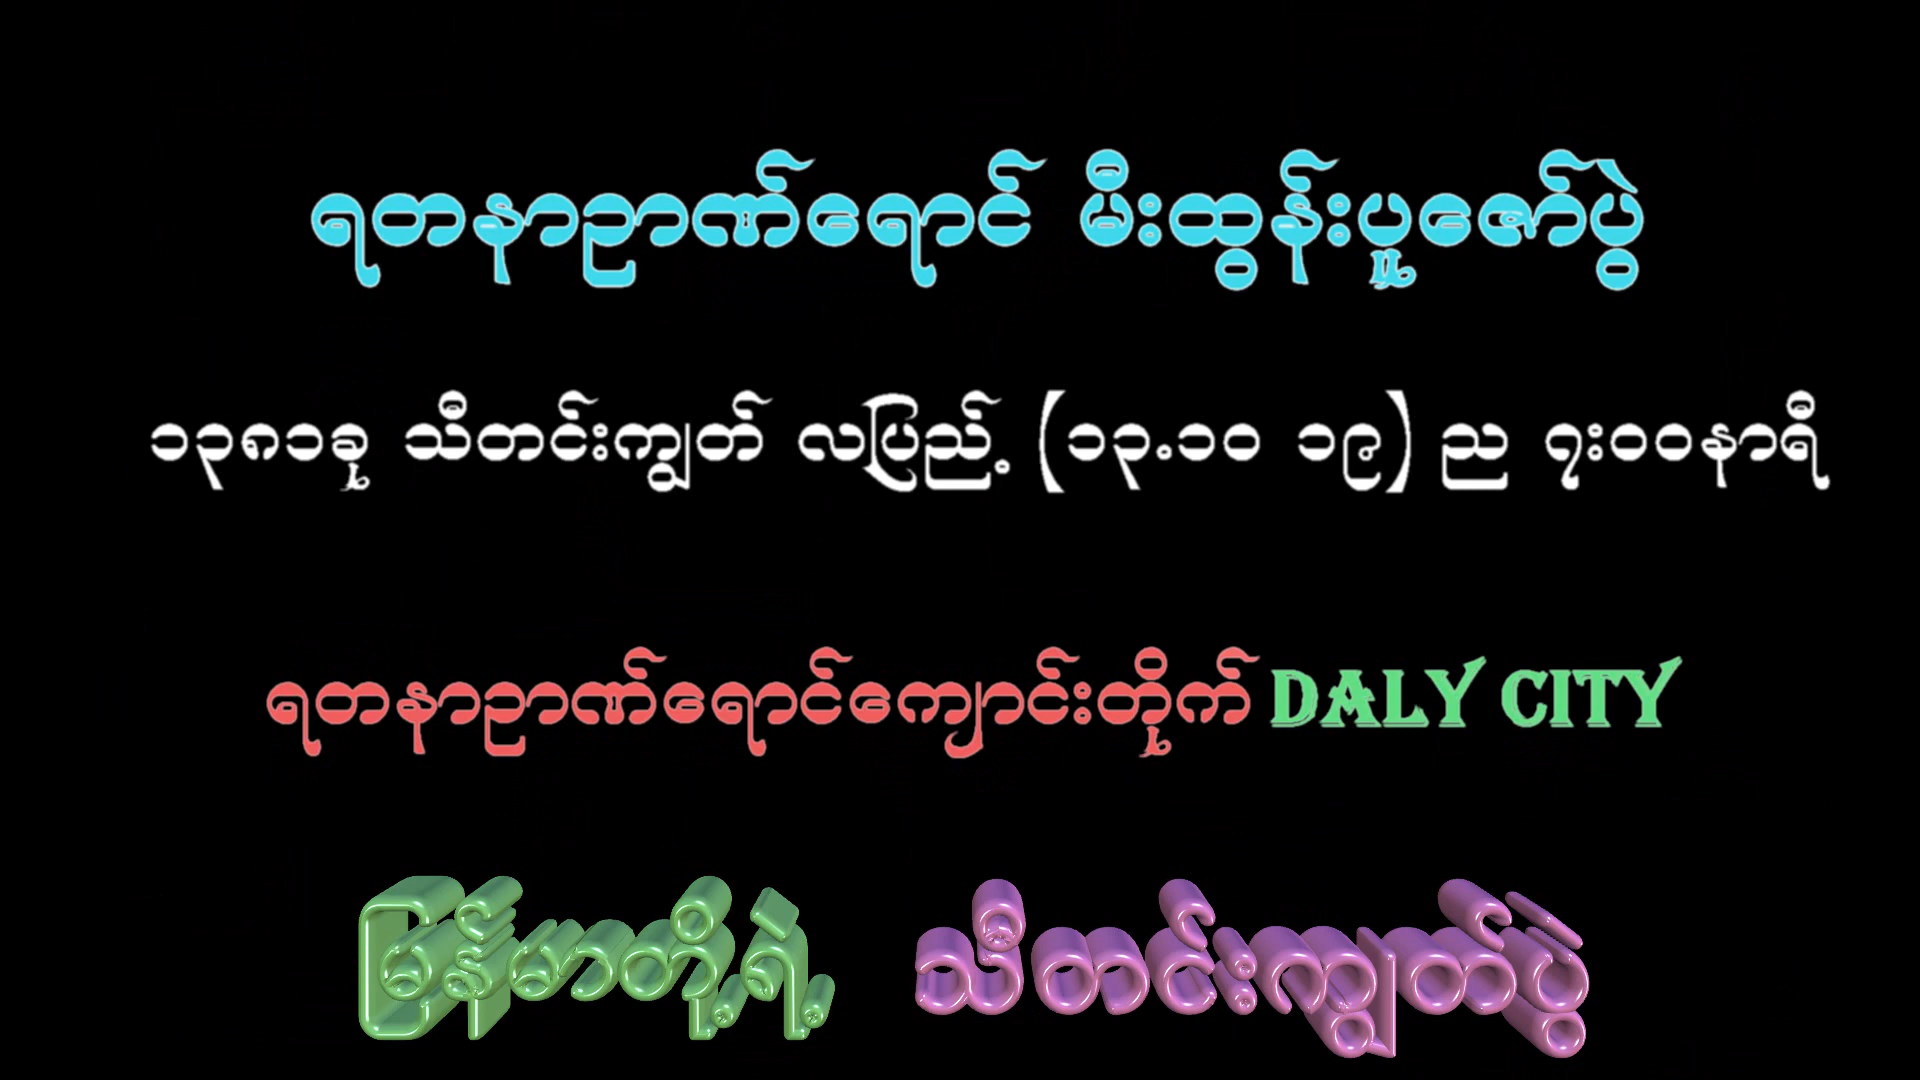 ရတနာဉာဏ်ရောင် မီးထွန်းပူဇော်ပွဲ
၁၃၈၁ခု သီတင်းကျွတ် လပြည့် (၁၃.၁၀ ၁၉) ည ၇း၀၀နာရီ
ရတနာဉာဏ်ရောင်ကျောင်းတိုက် DALY CITY
မြန်မာတို့ရဲ့ သီတင်းကျွတ်ပွဲ